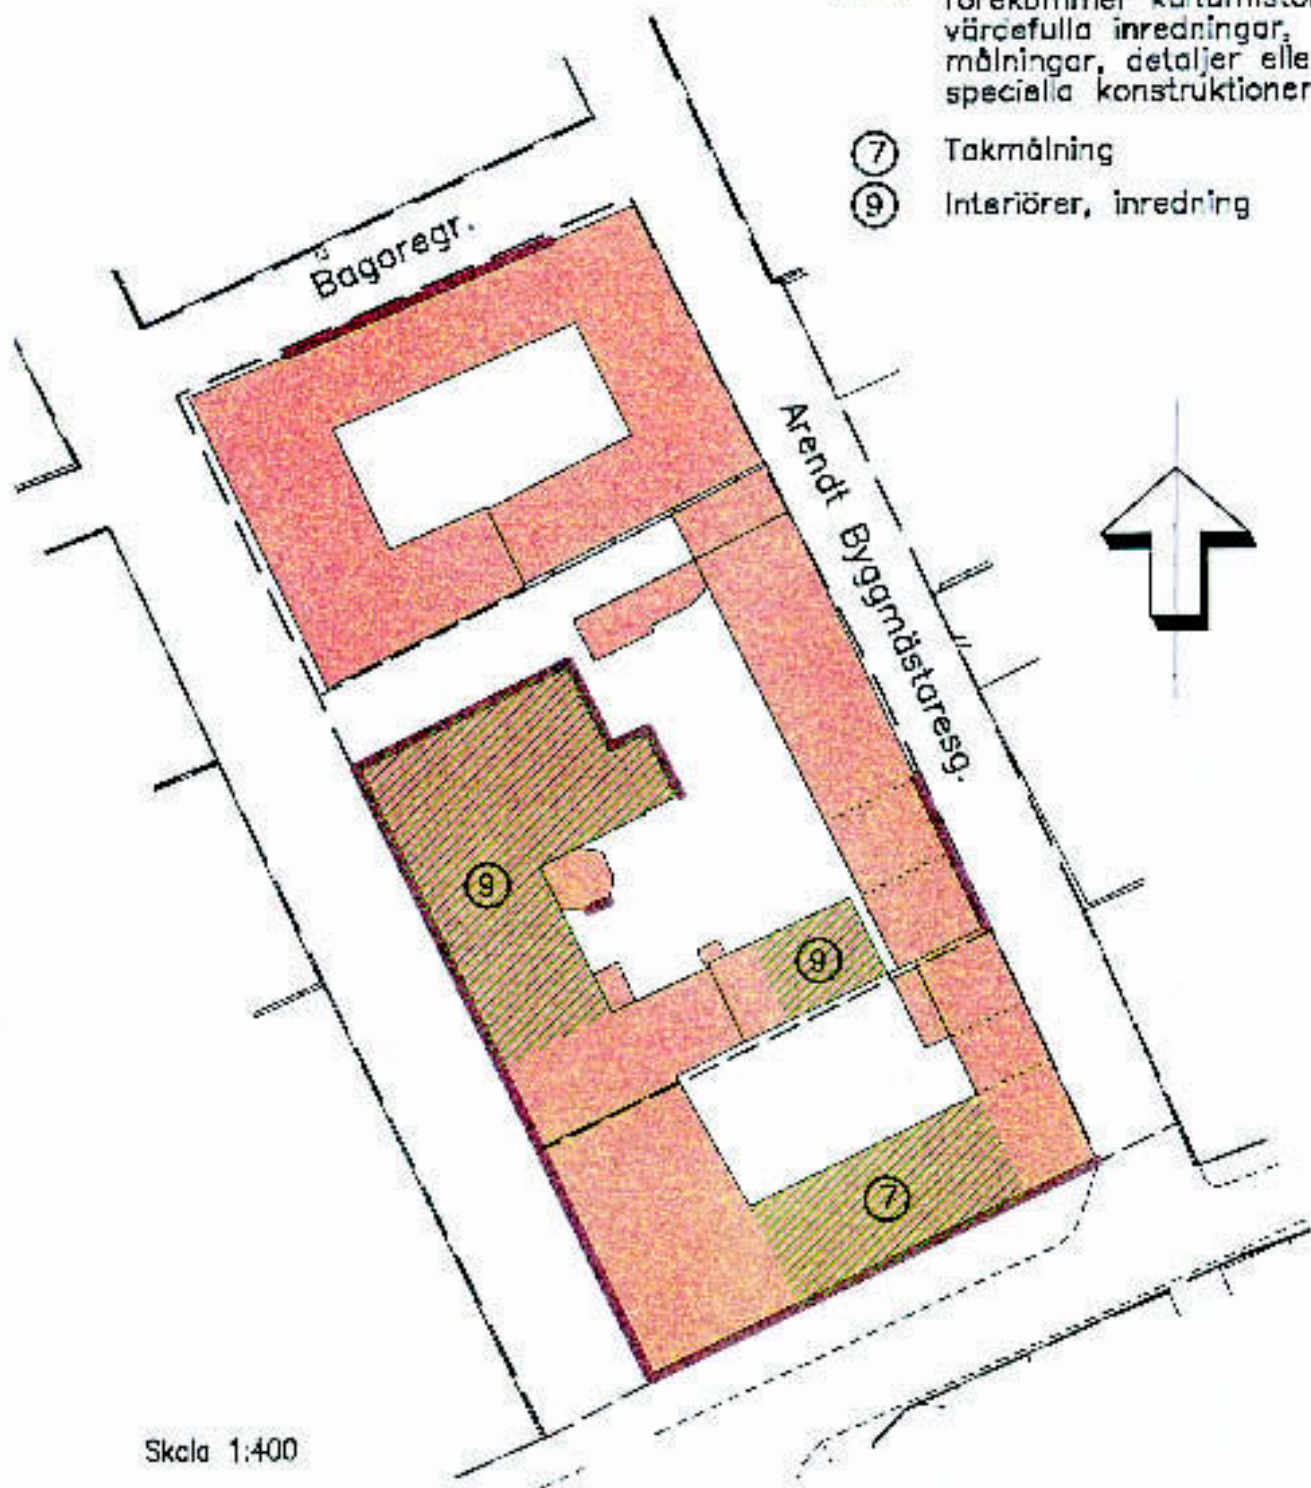 värdefulla inredningar,
målningar, detaljer elle
speciella konstruktioner
7 Takmålning
9 Interiörer, inredning
Bagaregr.
Arendt Byggmästaresg.
9
9
7
Skala 1:400